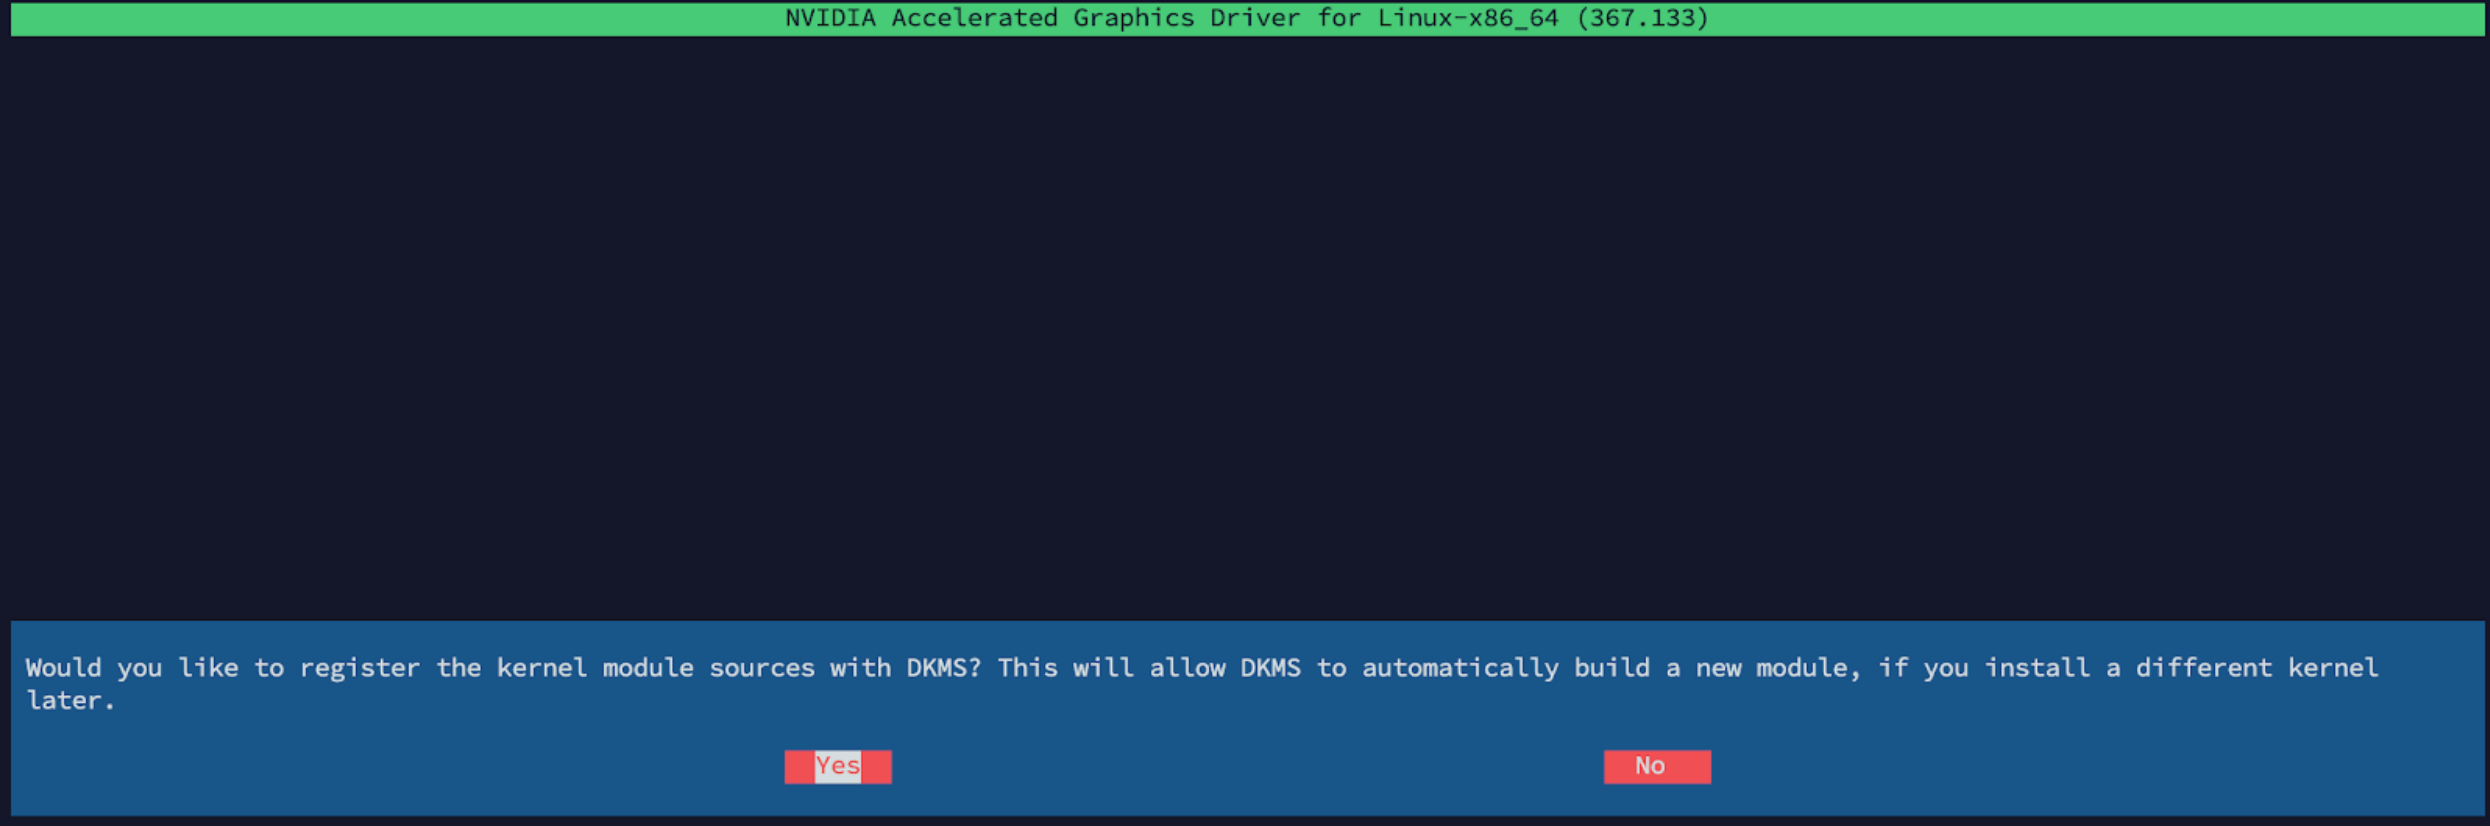 NVIDIA Accelerated Graphics Driver for Linux-x86_64 (367.133)
Would you like to register the kernel module sources with DKMS? This will allow DKMS to automatically build a new module, if you install a different kernel
later.
Yes
No